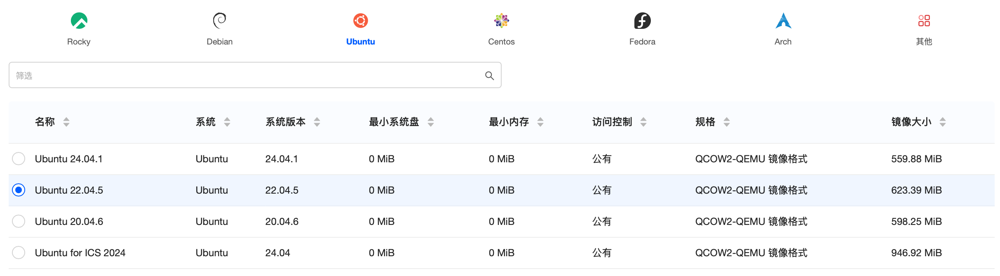 Rocky Debian Ubuntu Centos Fedora Arch 其他
筛选
名称 系统 系统版本 最小系统盘 最小内存 访问控制 规格 镜像大小
Ubuntu 24.04.1 Ubuntu 24.04.1 0 MiB 0 MiB 公有 QCOW2-QEMU 镜像格式 559.88 MiB
Ubuntu 22.04.5 Ubuntu 22.04.5 0 MiB 0 MiB 公有 QCOW2-QEMU 镜像格式 623.39 MiB
Ubuntu 20.04.6 Ubuntu 20.04.6 0 MiB 0 MiB 公有 QCOW2-QEMU 镜像格式 598.25 MiB
Ubuntu for ICS 2024 Ubuntu 24.04 0 MiB 0 MiB 公有 QCOW2-QEMU 镜像格式 946.92 MiB